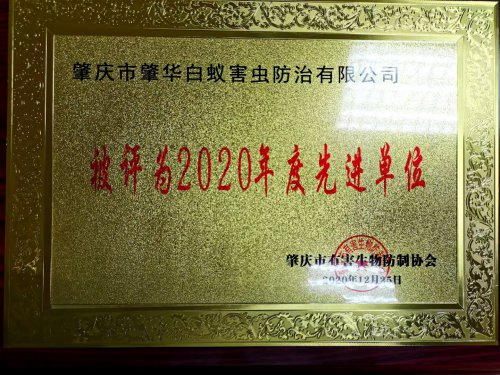 肇庆市肇华白蚁害虫防治有限公司
被评为2020年度先进单位
肇庆市有害生物防制协会
2020年12月25日